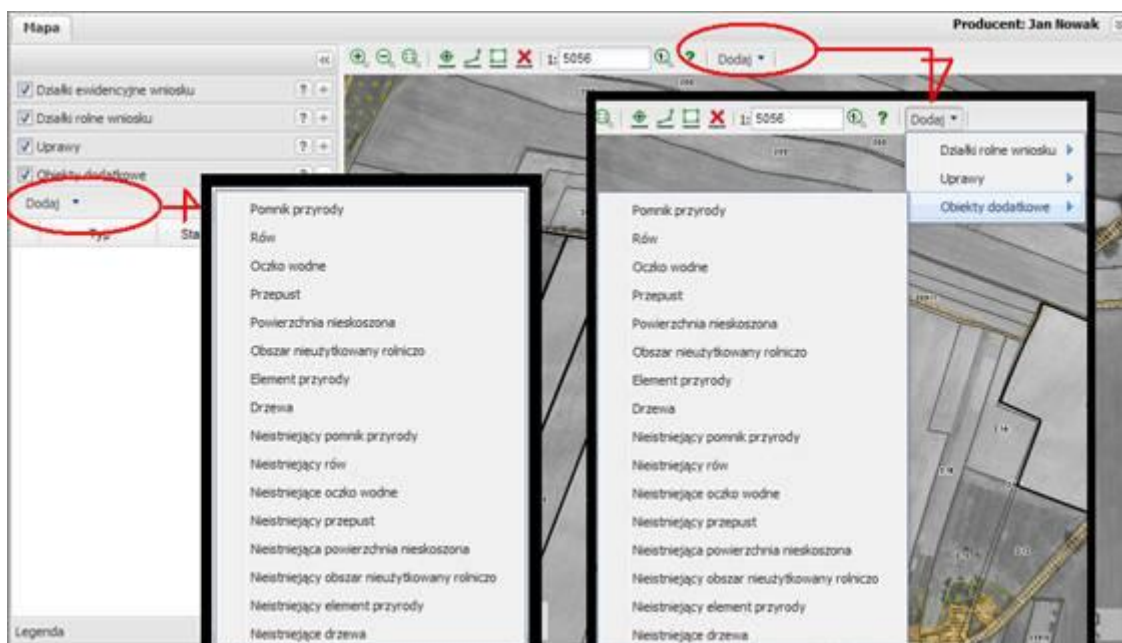 Mapa
Producent: Jan Nowak
1: 5056
? Dodaj
Działki ewidencyjne wniosku ?
Działki rolne wniosku ?
Uprawy ?
Obiekty dodatkowe
Dodaj
Typ Sta
Pomnik przyrody
Rów
Oczko wodne
Przepust
Powierzchnia nieskoszona
Obszar nieużytkowany rolniczo
Element przyrody
Drzewa
Nieistniejący pomnik przyrody
Nieistniejący rów
Nieistniejące oczko wodne
Nieistniejący przepust
Nieistniejąca powierzchnia nieskoszona
Nieistniejący obszar nieużytkowany rolniczo
Nieistniejący element przyrody
Nieistniejące drzewa
1: 5056 ? Dodaj
Działki rolne wniosku
Uprawy
Obiekty dodatkowe
Pomnik przyrody
Rów
Oczko wodne
Przepust
Powierzchnia nieskoszona
Obszar nieużytkowany rolniczo
Element przyrody
Drzewa
Nieistniejący pomnik przyrody
Nieistniejący rów
Nieistniejące oczko wodne
Nieistniejący przepust
Nieistniejąca powierzchnia nieskoszona
Nieistniejący obszar nieużytkowany rolniczo
Nieistniejący element przyrody
Nieistniejące drzewa
Legenda